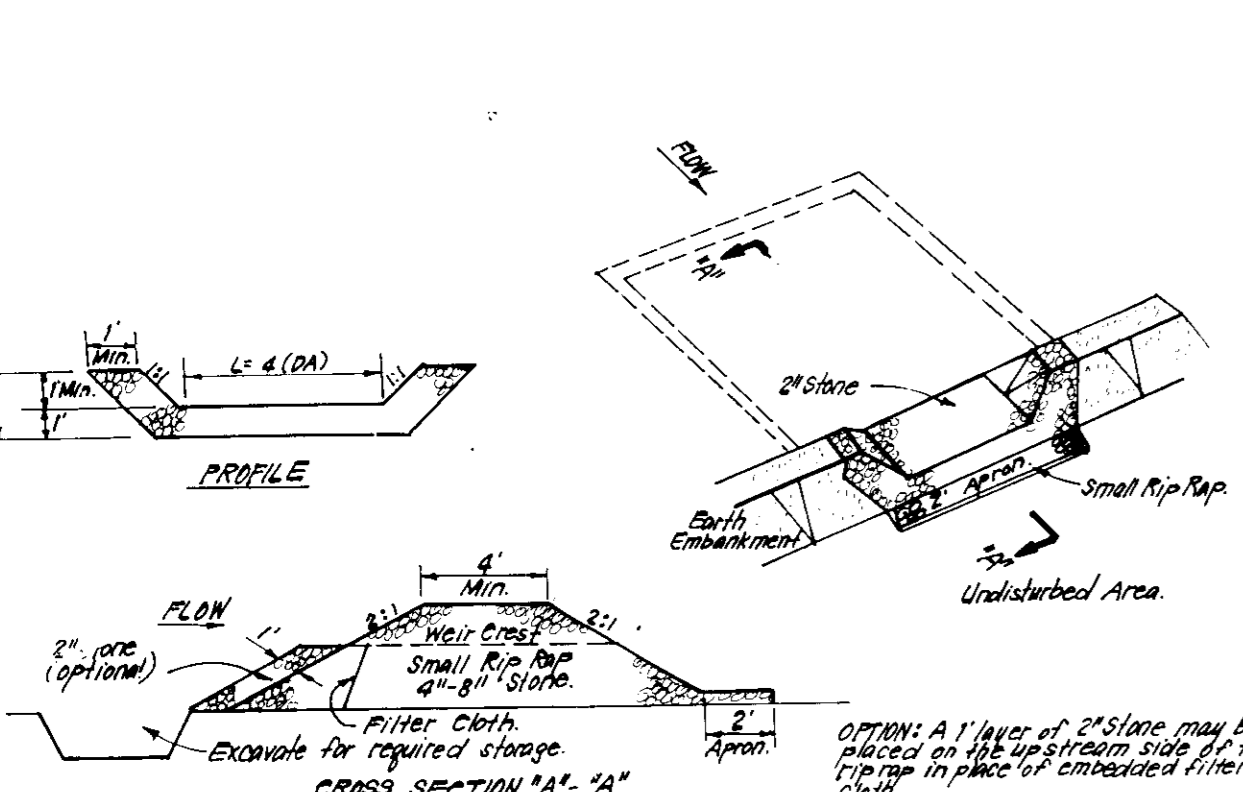 FLOW
"A"
1'
Min.
1:1
L= 4 (DA)
1:1
1' Min.
1'
2" Stone
PROFILE
2' Apron.
Small Rip Rap.
Earth
Embankment
"A"
Undisturbed Area.
4'
Min.
FLOW
2:1
2:1
1'
Weir Crest
2" one
(optional)
Small Rip Rap
4"-8" Stone.
Filter Cloth.
2'
Apron.
Excavate for required storage.
CROSS SECTION "A"-"A"
OPTION: A 1' layer of 2" Stone may b
placed on the upstream side of
rip rap in place of embedded filter
cloth